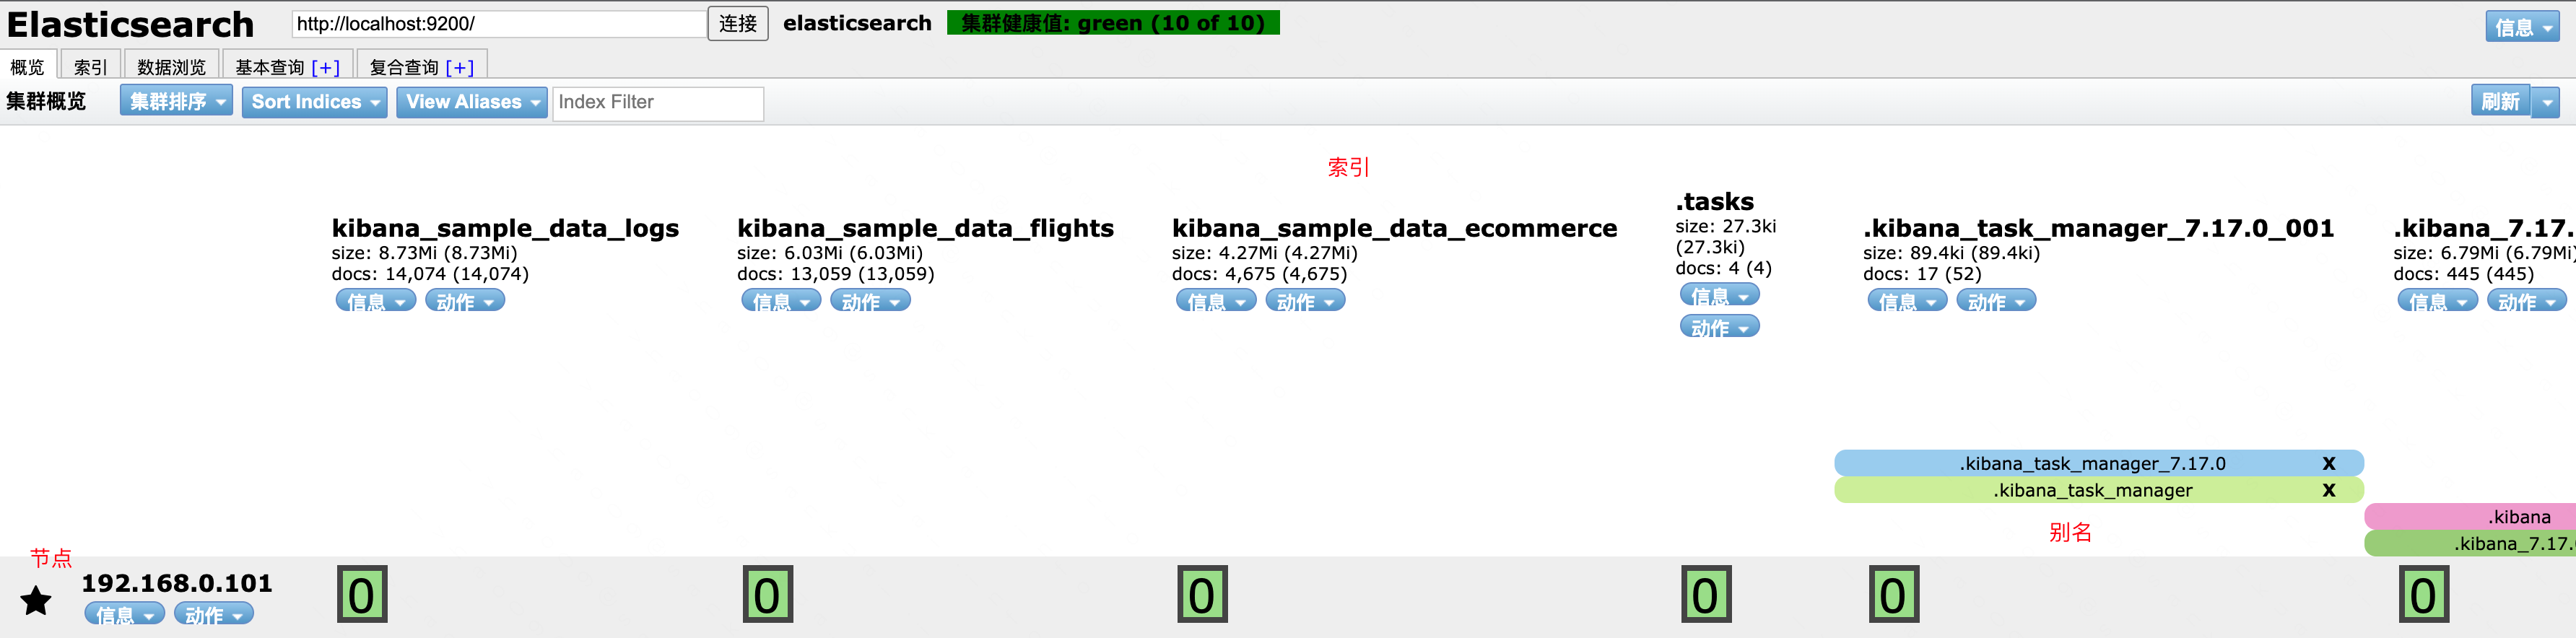 Elasticsearch http://localhost:9200/ 连接 elasticsearch 集群健康值: green (10 of 10) 信息
概览 索引 数据浏览 基本查询 [+] 复合查询 [+]
集群概览 集群排序 Sort Indices View Aliases Index Filter 刷新
索引
kibana_sample_data_logs
size: 8.73Mi (8.73Mi)
docs: 14,074 (14,074)
信息 动作
kibana_sample_data_flights
size: 6.03Mi (6.03Mi)
docs: 13,059 (13,059)
信息 动作
kibana_sample_data_ecommerce
size: 4.27Mi (4.27Mi)
docs: 4,675 (4,675)
信息 动作
.tasks
size: 27.3ki
(27.3ki)
docs: 4 (4)
信息
动作
.kibana_task_manager_7.17.0_001
size: 89.4ki (89.4ki)
docs: 17 (52)
信息 动作
.kibana_7.17.
size: 6.79Mi (6.79Mi)
docs: 445 (445)
信息 动作
.kibana_task_manager_7.17.0 X
.kibana_task_manager X
别名
.kibana
.kibana_7.17.
节点
192.168.0.101
信息 动作
0 0 0 0 0 0